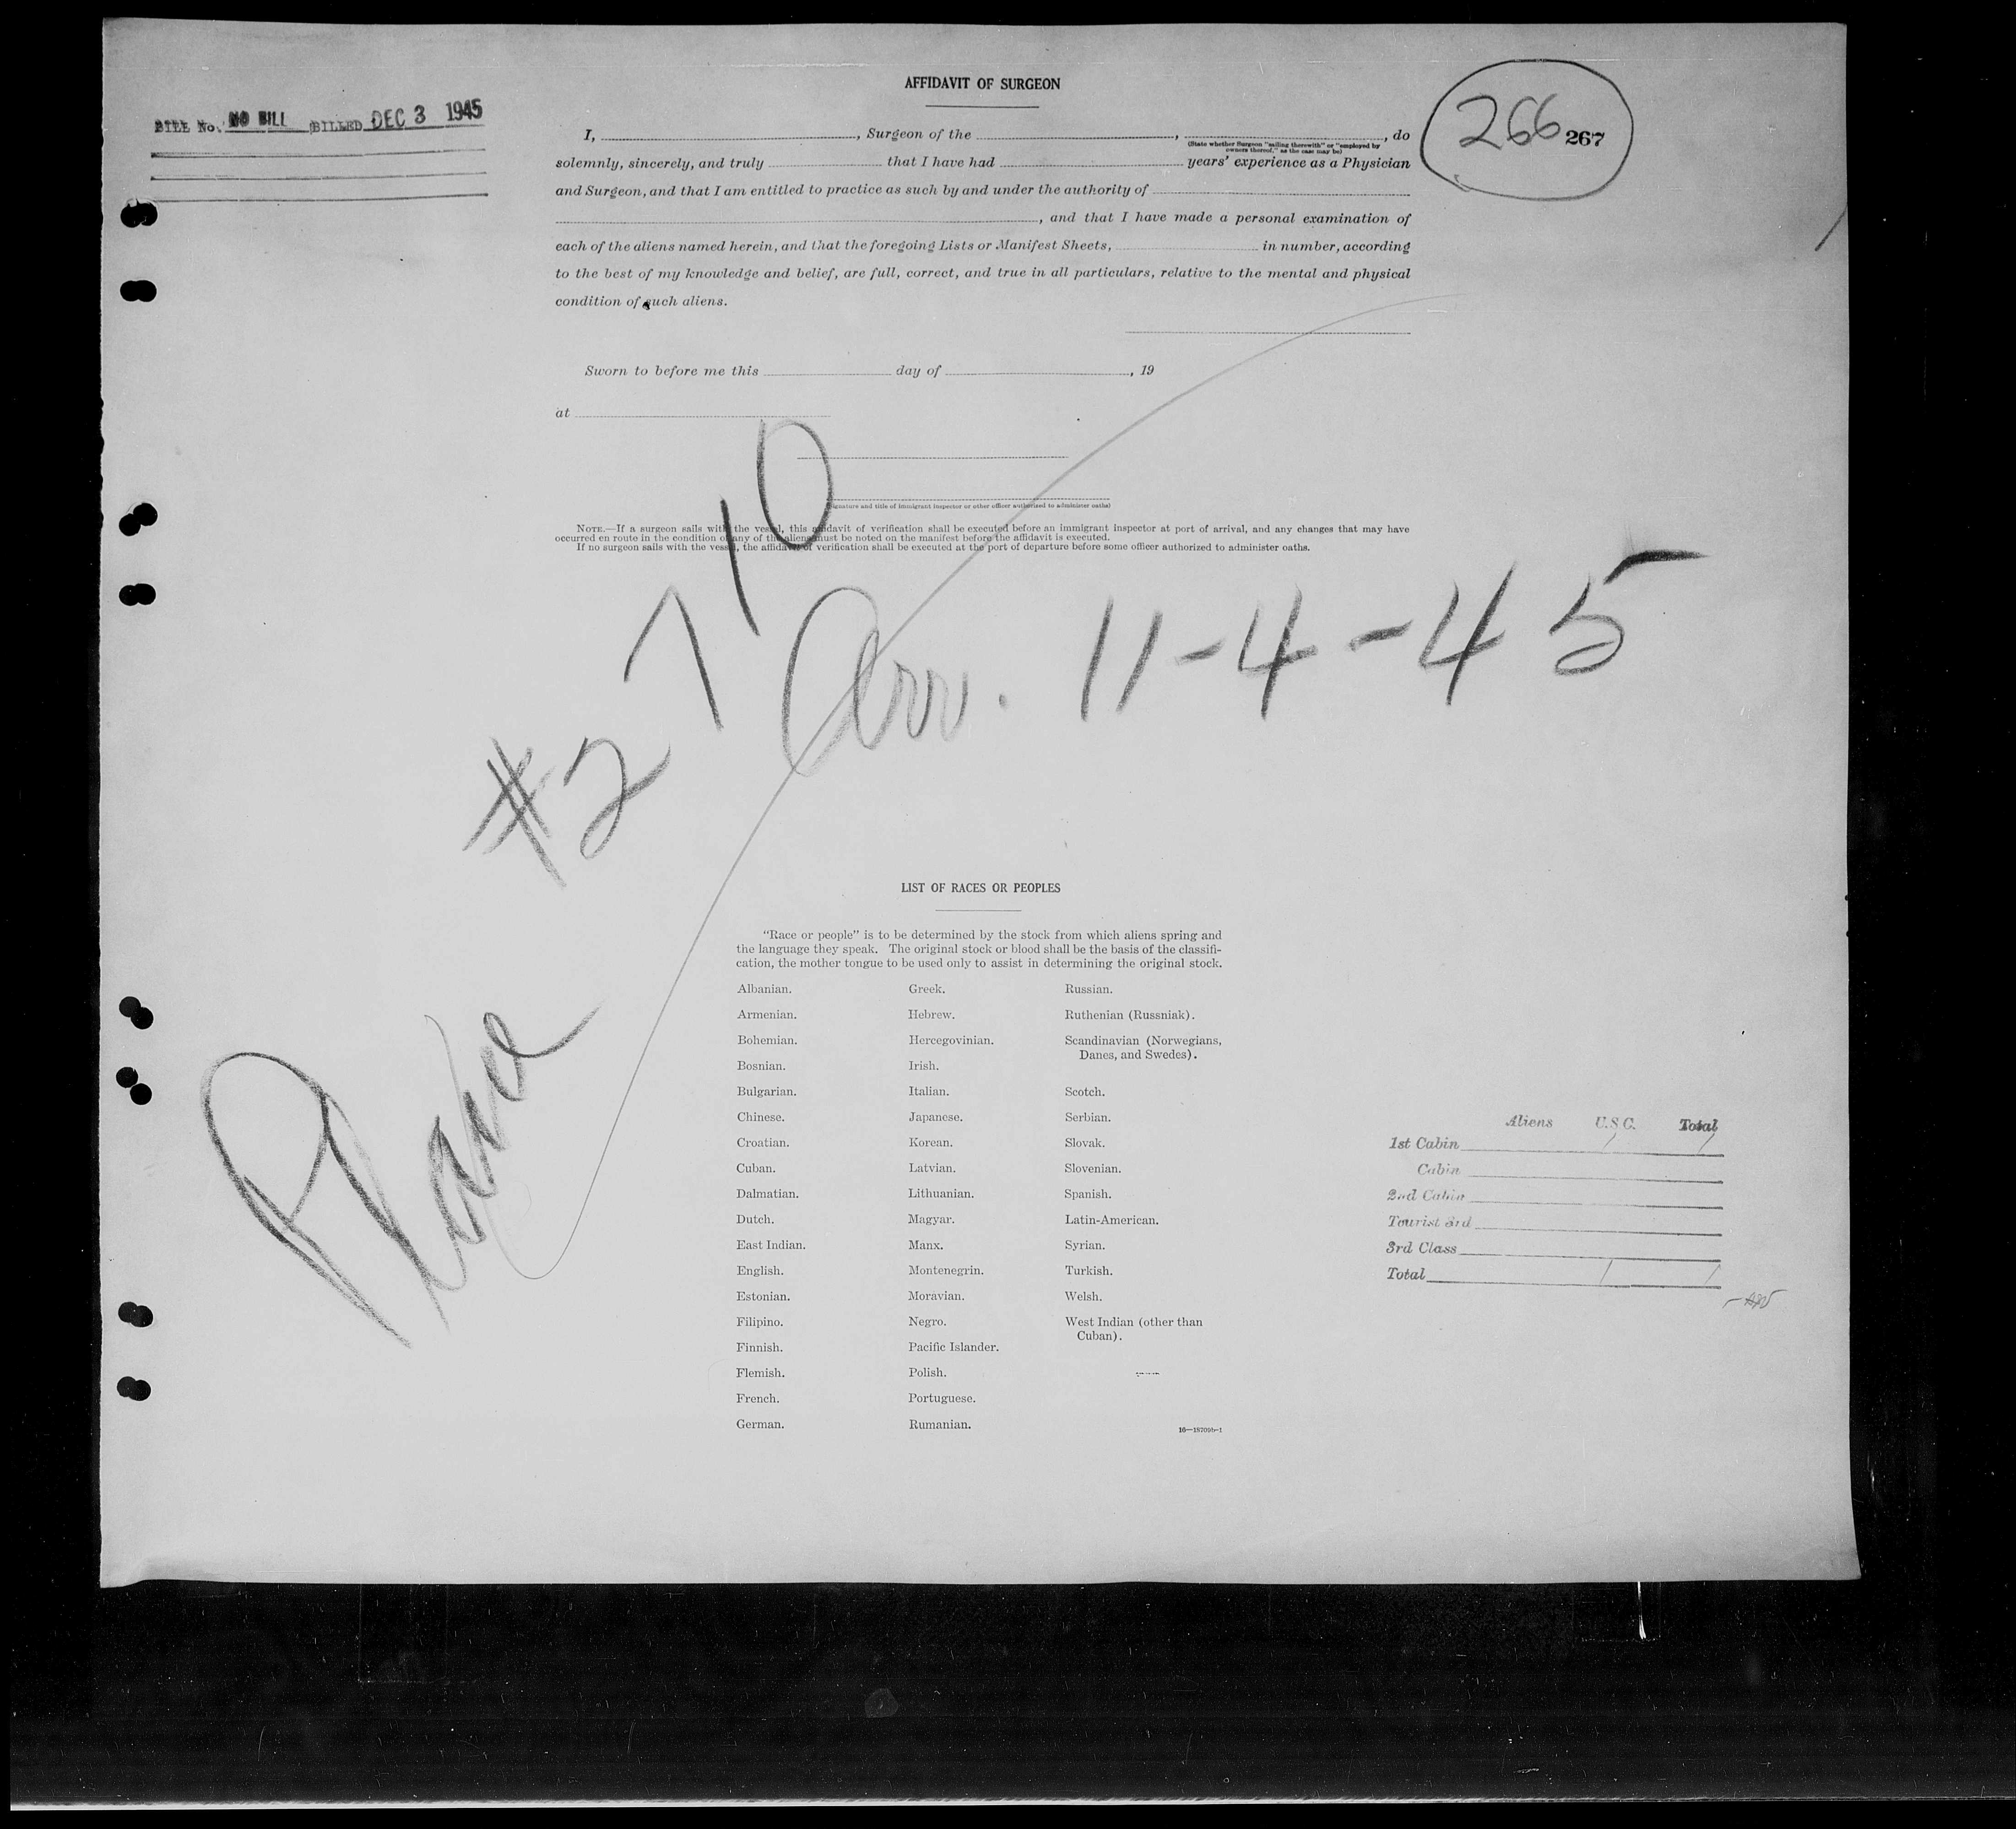 AFFIDAVIT OF SURGEON
BILL No. NO BILL BILLED DEC 3 1945
266 267
I, , Surgeon of the , , do
(State whether Surgeon "sailing therewith" or "employed by
owners thereof," as the case may be)
solemnly, sincerely, and truly that I have had years' experience as a Physician
and Surgeon, and that I am entitled to practice as such by and under the authority of
, and that I have made a personal examination of
each of the aliens named herein, and that the foregoing Lists or Manifest Sheets, in number, according
to the best of my knowledge and belief, are full, correct, and true in all particulars, relative to the mental and physical
condition of such aliens.
Sworn to before me this day of , 19
at
(Signature and title of immigrant inspector or other officer authorized to administer oaths)
NOTE.—If a surgeon sails with the vessel, this affidavit of verification shall be executed before an immigrant inspector at port of arrival, and any changes that may have
occurred en route in the condition of any of the aliens must be noted on the manifest before the affidavit is executed.
If no surgeon sails with the vessel, the affidavit of verification shall be executed at the port of departure before some officer authorized to administer oaths.
Plane #2710
Arr. 11-4-45
LIST OF RACES OR PEOPLES
"Race or people" is to be determined by the stock from which aliens spring and
the language they speak. The original stock or blood shall be the basis of the classifi-
cation, the mother tongue to be used only to assist in determining the original stock.
Albanian.
Armenian.
Bohemian.
Bosnian.
Bulgarian.
Chinese.
Croatian.
Cuban.
Dalmatian.
Dutch.
East Indian.
English.
Estonian.
Filipino.
Finnish.
Flemish.
French.
German.
Greek.
Hebrew.
Hercegovinian.
Irish.
Italian.
Japanese.
Korean.
Latvian.
Lithuanian.
Magyar.
Manx.
Montenegrin.
Moravian.
Negro.
Pacific Islander.
Polish.
Portuguese.
Rumanian.
Russian.
Ruthenian (Russniak).
Scandinavian (Norwegians,
Danes, and Swedes).
Scotch.
Serbian.
Slovak.
Slovenian.
Spanish.
Latin-American.
Syrian.
Turkish.
Welsh.
West Indian (other than
Cuban).
Aliens U.S.C. Total
1st Cabin 1 1
Cabin
2nd Cabin
Tourist 3rd
3rd Class
Total 1 1